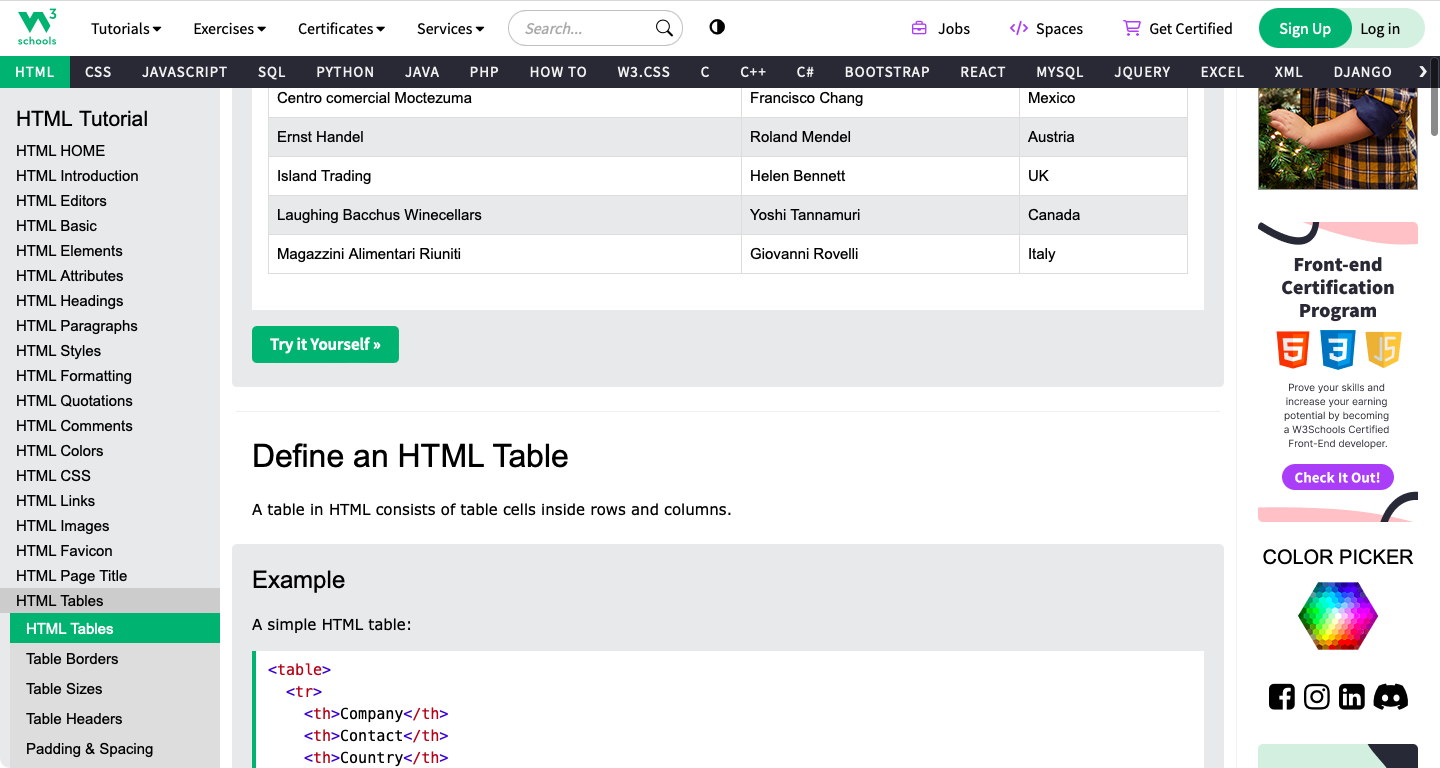 W3
schools
Tutorials
Exercises
Certificates
Services
Search...
Jobs
Spaces
Get Certified
Sign Up
Log in
HTML CSS JAVASCRIPT SQL PYTHON JAVA PHP HOW TO W3.CSS C C++ C# BOOTSTRAP REACT MYSQL JQUERY EXCEL XML DJANGO ❯
HTML Tutorial
HTML HOME
HTML Introduction
HTML Editors
HTML Basic
HTML Elements
HTML Attributes
HTML Headings
HTML Paragraphs
HTML Styles
HTML Formatting
HTML Quotations
HTML Comments
HTML Colors
HTML CSS
HTML Links
HTML Images
HTML Favicon
HTML Page Title
HTML Tables
HTML Tables
Table Borders
Table Sizes
Table Headers
Padding & Spacing
Centro comercial Moctezuma Francisco Chang Mexico
Ernst Handel Roland Mendel Austria
Island Trading Helen Bennett UK
Laughing Bacchus Winecellars Yoshi Tannamuri Canada
Magazzini Alimentari Riuniti Giovanni Rovelli Italy
Try it Yourself »
Define an HTML Table
A table in HTML consists of table cells inside rows and columns.
Example
A simple HTML table:
<table>
<tr>
<th>Company</th>
<th>Contact</th>
<th>Country</th>
Front-end
Certification
Program
5 3 JS
Prove your skills and
increase your earning
potential by becoming
a W3Schools Certified
Front-End developer.
Check It Out!
COLOR PICKER